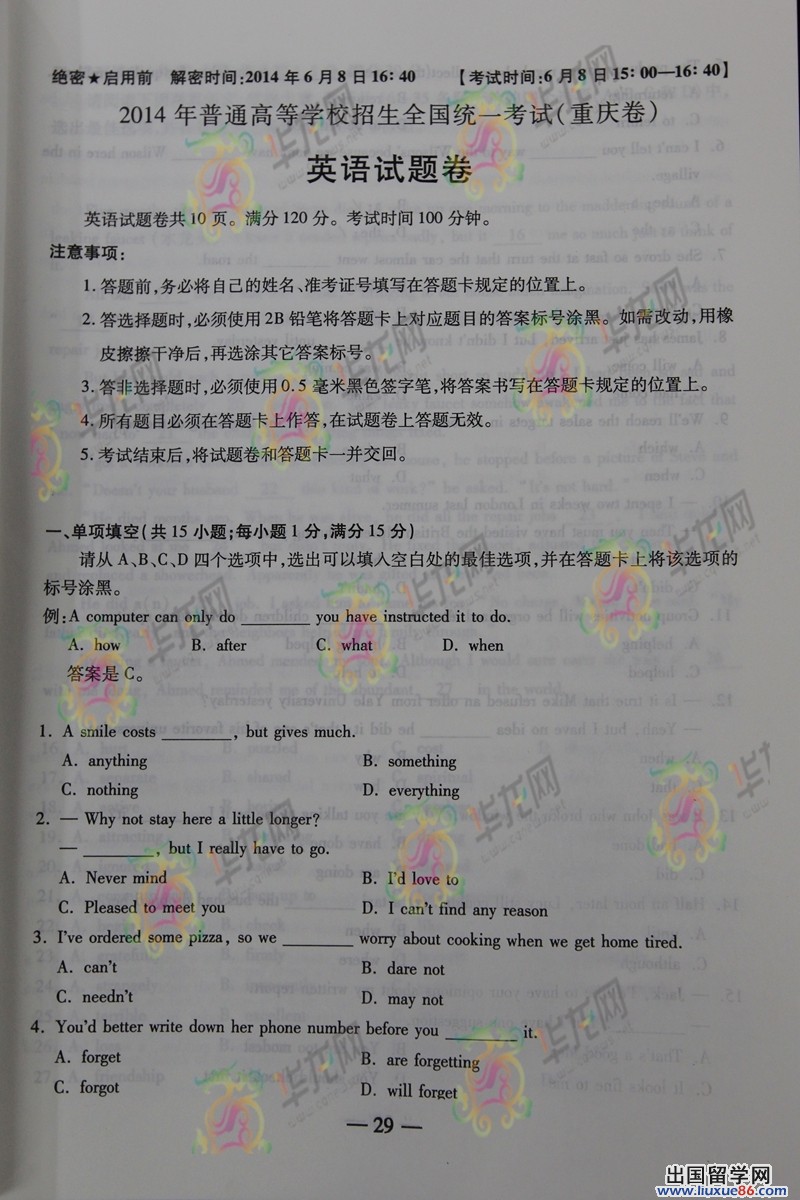 绝密★启用前 解密时间:2014年6月8日16:40 【考试时间:6月8日15:00—16:40】
2014年普通高等学校招生全国统一考试(重庆卷)
英语试题卷
英语试题卷共10页。满分120分。考试时间100分钟。
注意事项:
1.答题前,务必将自己的姓名、准考证号填写在答题卡规定的位置上。
2.答选择题时,必须使用2B铅笔将答题卡上对应题目的答案标号涂黑。如需改动,用橡
皮擦擦干净后,再选涂其它答案标号。
3.答非选择题时,必须使用0.5毫米黑色签字笔,将答案书写在答题卡规定的位置上。
4.所有题目必须在答题卡上作答,在试题卷上答题无效。
5.考试结束后,将试题卷和答题卡一并交回。
一、单项填空(共15小题;每小题1分,满分15分)
请从A、B、C、D四个选项中,选出可以填入空白处的最佳选项,并在答题卡上将该选项的
标号涂黑。
例:A computer can only do ________ you have instructed it to do.
A. how B. after C. what D. when
答案是C。
1. A smile costs ________, but gives much.
A. anything B. something
C. nothing D. everything
2. — Why not stay here a little longer?
— ________, but I really have to go.
A. Never mind B. I'd love to
C. Pleased to meet you D. I can't find any reason
3. I've ordered some pizza, so we ________ worry about cooking when we get home tired.
A. can't B. dare not
C. needn't D. may not
4. You'd better write down her phone number before you ________ it.
A. forget B. are forgetting
C. forgot D. will forget
— 29 —
华龙网
出国留学网
www.liuxue86.com